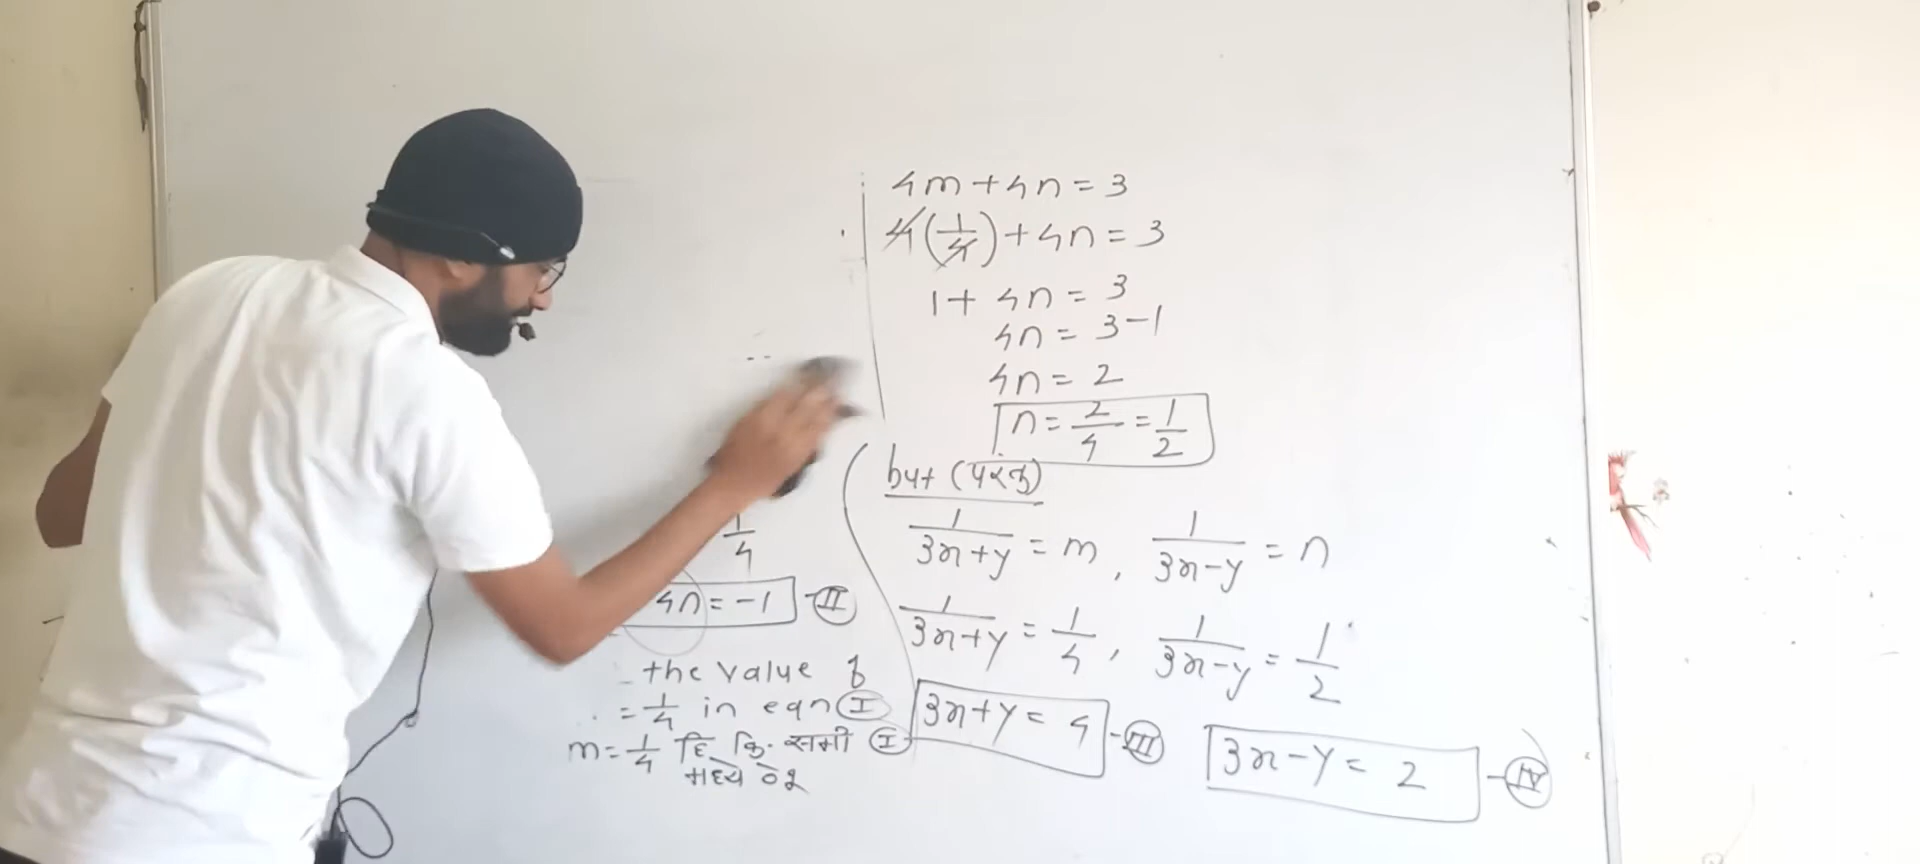 1/4
4n = -1 II
the value of
= 1/4 in eqn I
m = 1/4 I
4m + 4n = 3
4(1/4) + 4n = 3
1 + 4n = 3
4n = 3 - 1
4n = 2
n = 2/4 = 1/2
but (परंतु)
1/(3x+y) = m, 1/(3x-y) = n
1/(3x+y) = 1/4, 1/(3x-y) = 1/2
3x+y = 4 - III
3x-y = 2 - IV